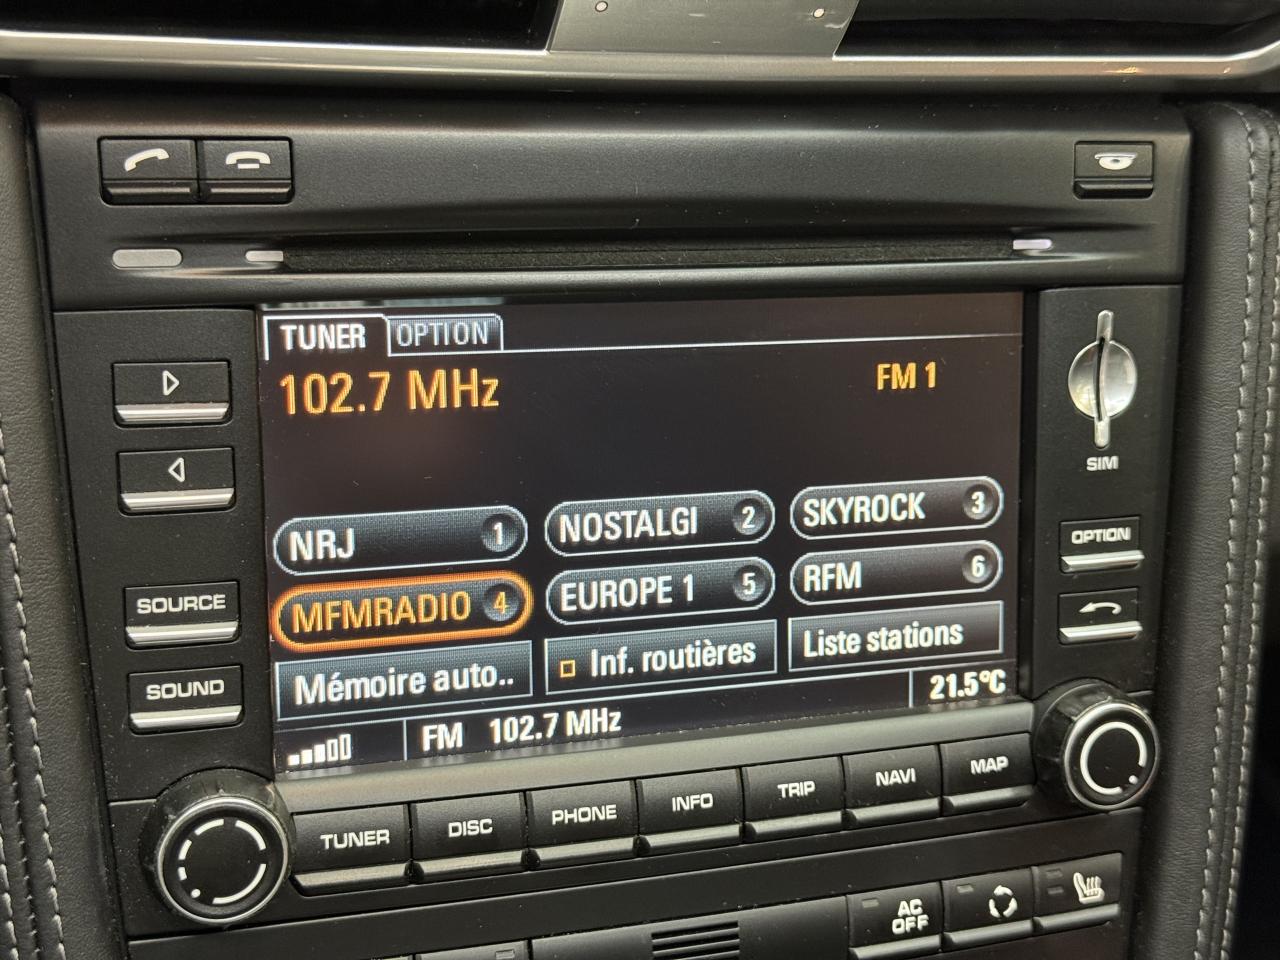 TUNER OPTION
102.7 MHz FM 1
NRJ 1 NOSTALGI 2 SKYROCK 3
MFMRADIO 4 EUROPE 1 5 RFM 6
Mémoire auto.. Inf. routières Liste stations
FM 102.7 MHz 21.5°C
SIM
OPTION
SOURCE
SOUND
TUNER DISC PHONE INFO TRIP NAVI MAP
AC
OFF